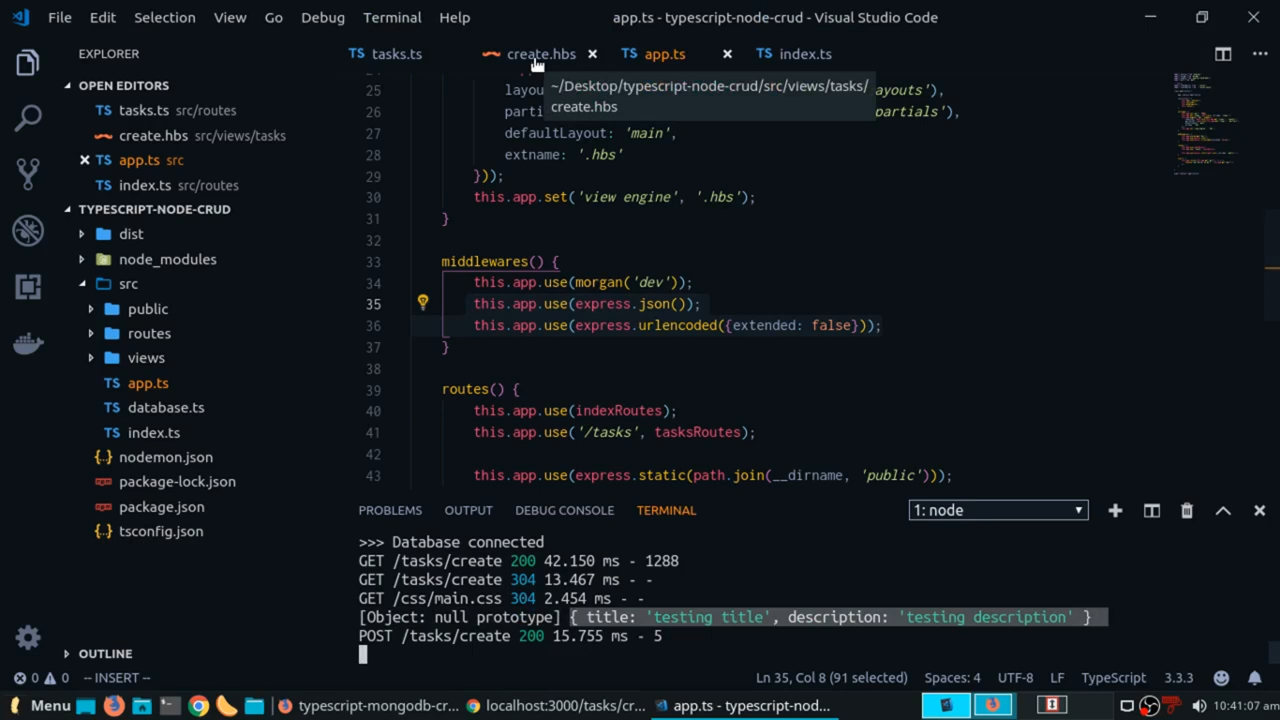 File Edit Selection View Go Debug Terminal Help app.ts - typescript-node-crud - Visual Studio Code
EXPLORER
OPEN EDITORS
TS tasks.ts src/routes
create.hbs src/views/tasks
TS app.ts src
TS index.ts src/routes
TYPESCRIPT-NODE-CRUD
dist
node_modules
src
public
routes
views
TS app.ts
TS database.ts
TS index.ts
{.} nodemon.json
package-lock.json
package.json
{.} tsconfig.json
OUTLINE
TS tasks.ts create.hbs TS app.ts TS index.ts
~/Desktop/typescript-node-crud/src/views/tasks/
create.hbs
25 layou ayouts'),
26 parti partials'),
27 defaultLayout: 'main',
28 extname: '.hbs'
29 }));
30 this.app.set('view engine', '.hbs');
31 }
32
33 middlewares() {
34 this.app.use(morgan('dev'));
35 this.app.use(express.json());
36 this.app.use(express.urlencoded({extended: false}));
37 }
38
39 routes() {
40 this.app.use(indexRoutes);
41 this.app.use('/tasks', tasksRoutes);
42
43 this.app.use(express.static(path.join(__dirname, 'public')));
PROBLEMS OUTPUT DEBUG CONSOLE TERMINAL 1: node
>>> Database connected
GET /tasks/create 200 42.150 ms - 1288
GET /tasks/create 304 13.467 ms - -
GET /css/main.css 304 2.454 ms - -
[Object: null prototype] { title: 'testing title', description: 'testing description' }
POST /tasks/create 200 15.755 ms - 5
0 0 -- INSERT -- Ln 35, Col 8 (91 selected) Spaces: 4 UTF-8 LF TypeScript 3.3.3
Menu typescript-mongodb-cr... localhost:3000/tasks/cr... app.ts - typescript-nod... 10:41:07 am